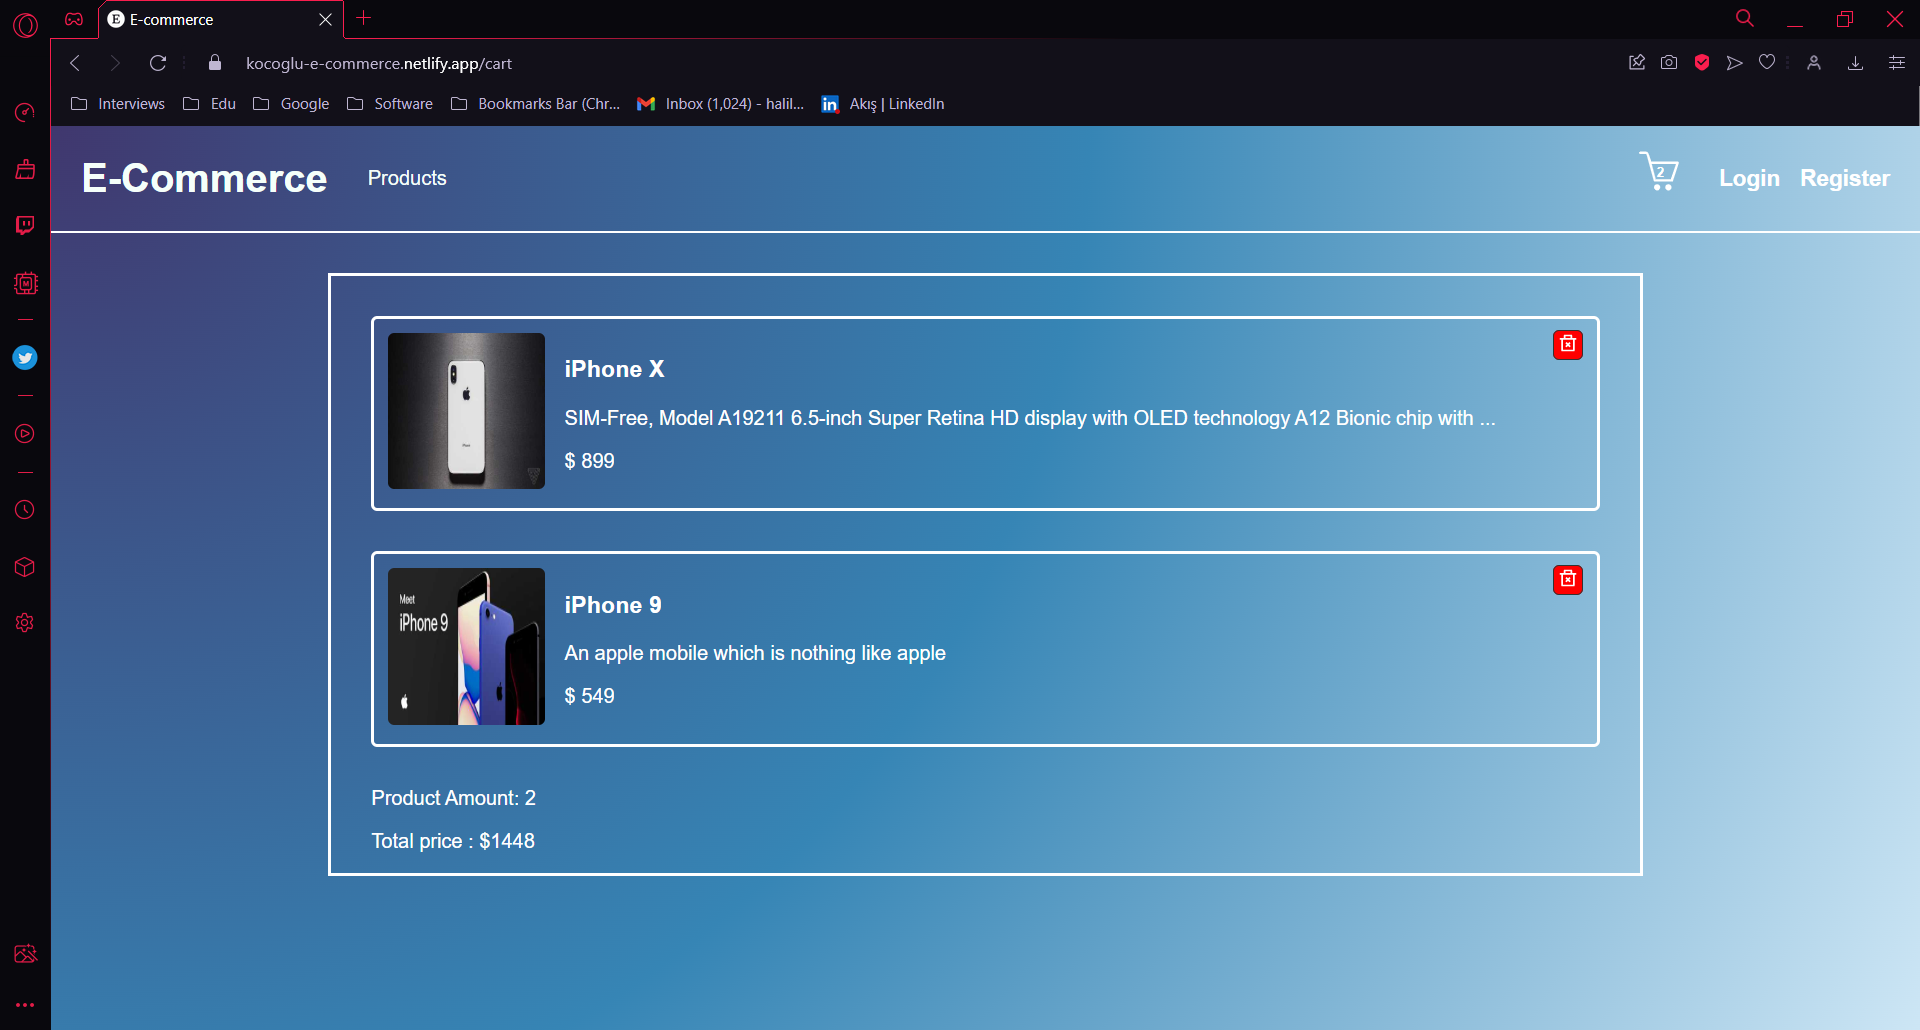 E-commerce
kocoglu-e-commerce.netlify.app/cart
Interviews Edu Google Software Bookmarks Bar (Chr... Inbox (1,024) - halil... in Akış | LinkedIn
E-Commerce Products 2 Login Register
iPhone X
SIM-Free, Model A19211 6.5-inch Super Retina HD display with OLED technology A12 Bionic chip with ...
$ 899
Meet
iPhone 9
iPhone 9
An apple mobile which is nothing like apple
$ 549
Product Amount: 2
Total price : $1448